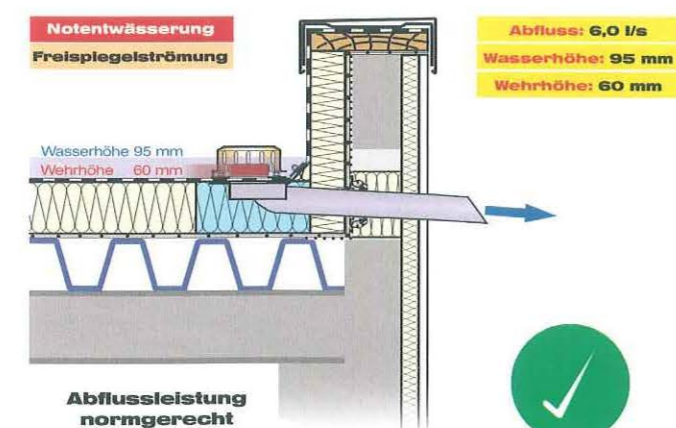 Notentwässerung
Freispiegelströmung
Abfluss: 6,0 l/s
Wasserhöhe: 95 mm
Wehrhöhe: 60 mm
Wasserhöhe 95 mm
Wehrhöhe 60 mm
Abflussleistung
normgerecht